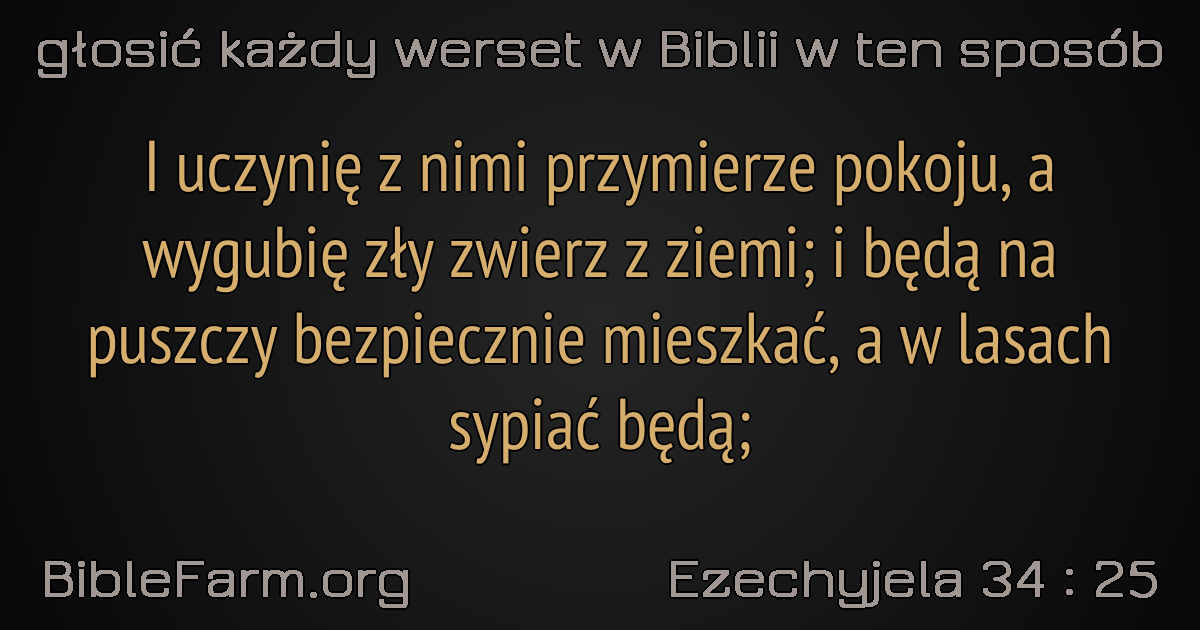 głosić każdy werset w Biblii w ten sposób
I uczynię z nimi przymierze pokoju, a
wygubię zły zwierz z ziemi; i będą na
puszczy bezpiecznie mieszkać, a w lasach
sypiać będą;
BibleFarm.org
Ezechyjela 34 : 25